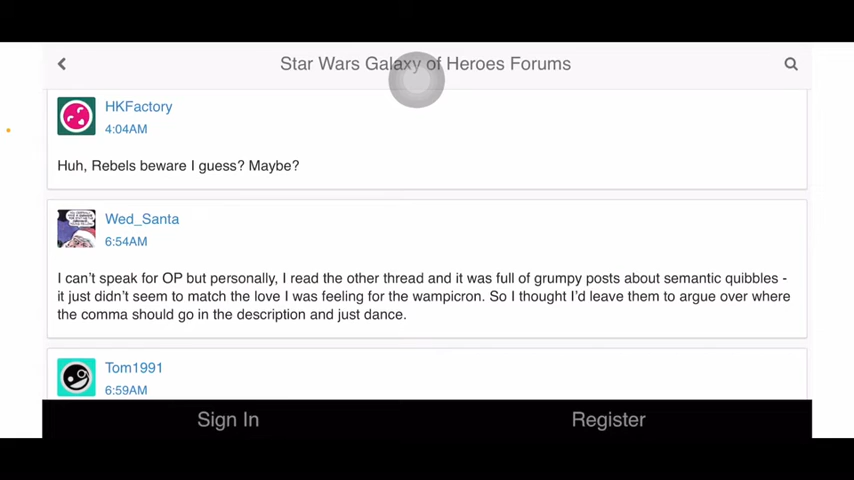 Star Wars Galaxy of Heroes Forums
HKFactory
4:04AM
Huh, Rebels beware I guess? Maybe?
Wed_Santa
6:54AM
I can't speak for OP but personally, I read the other thread and it was full of grumpy posts about semantic quibbles -
it just didn't seem to match the love I was feeling for the wampicron. So I thought I'd leave them to argue over where
the comma should go in the description and just dance.
Tom1991
6:59AM
Sign In
Register